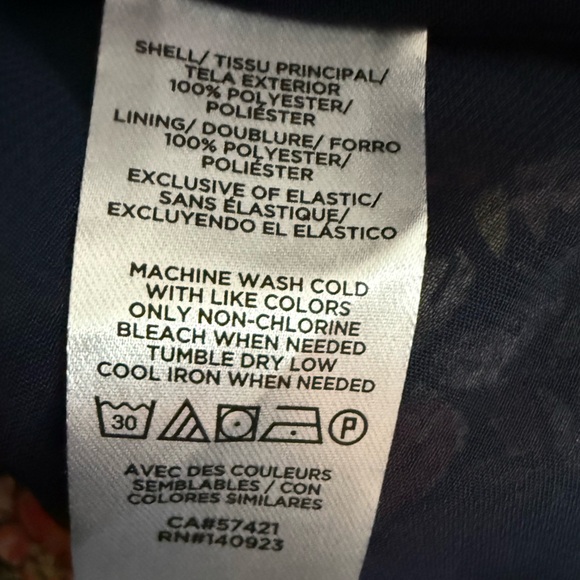 SHELL/ TISSU PRINCIPAL/
TELA EXTERIOR
100% POLYESTER/
POLIÉSTER
LINING/ DOUBLURE/ FORRO
100% POLYESTER/
POLIÉSTER
EXCLUSIVE OF ELASTIC/
SANS ÉLASTIQUE/
EXCLUYENDO EL ELÁSTICO
MACHINE WASH COLD
WITH LIKE COLORS
ONLY NON-CHLORINE
BLEACH WHEN NEEDED
TUMBLE DRY LOW
COOL IRON WHEN NEEDED
30 P
AVEC DES COULEURS
SEMBLABLES / CON
COLORES SIMILARES
CA#57421
RN#140923